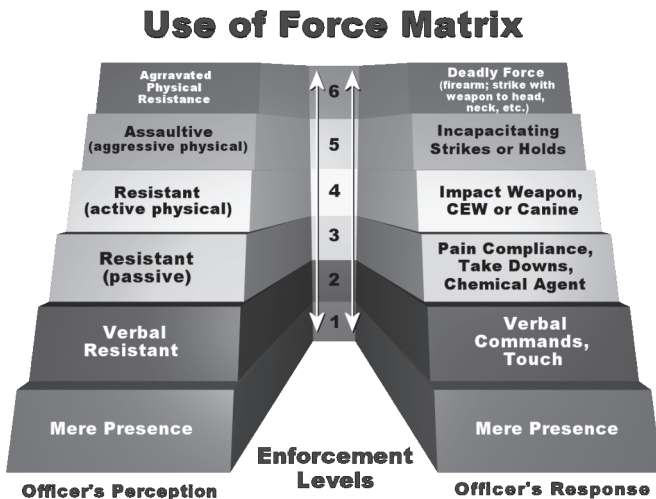 Use of Force Matrix
Agrravated
Physical
Resistance
6
Deadly Force
(firearm; strike with
weapon to head,
neck, etc.)
Assaultive
(aggressive physical)
5
Incapacitating
Strikes or Holds
Resistant
(active physical)
4
Impact Weapon,
CEW or Canine
Resistant
(passive)
3
Pain Compliance,
Take Downs,
Chemical Agent
Verbal
Resistant
2
Verbal
Commands,
Touch
Mere Presence
1
Mere Presence
Officer's Perception
Enforcement
Levels
Officer's Response